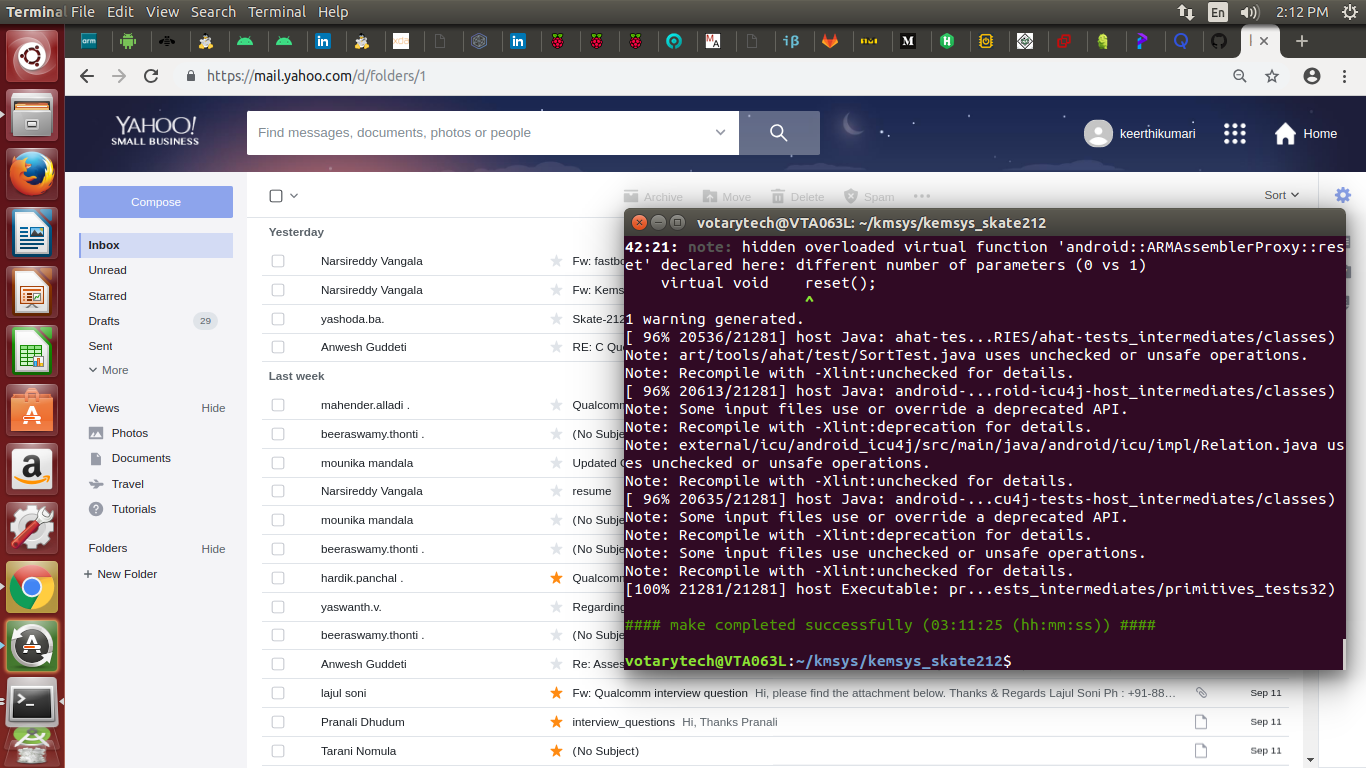 Terminal File Edit View Search Terminal Help
En
2:12 PM
https://mail.yahoo.com/d/folders/1
YAHOO!
SMALL BUSINESS
Find messages, documents, photos or people
keerthikumari
Home
Compose
Archive
Move
Delete
Spam
Sort
Inbox
Unread
Starred
Drafts
29
Sent
More
Views
Hide
Photos
Documents
Travel
Tutorials
Folders
Hide
+ New Folder
Yesterday
Narsireddy Vangala Fw: fastbo
Narsireddy Vangala Fw: Kems
yashoda.ba. Skate-212
Anwesh Guddeti RE: C Qu
Last week
mahender.alladi . Qualcom
beeraswamy.thonti . (No Subje
mounika mandala Updated C
Narsireddy Vangala resume
mounika mandala (No Subje
beeraswamy.thonti . (No Subje
hardik.panchal . Qualcom
yaswanth.v. Regarding
beeraswamy.thonti . (No Subje
Anwesh Guddeti Re: Asses
lajul soni Fw: Qualcomm interview question Hi, please find the attachment below. Thanks & Regards Lajul Soni Ph : +91-88... Sep 11
Pranali Dhudum interview_questions Hi, Thanks Pranali Sep 11
Tarani Nomula (No Subject) Sep 11
votarytech@VTA063L: ~/kmsys/kemsys_skate212
42:21: note: hidden overloaded virtual function 'android::ARMAssemblerProxy::res
et' declared here: different number of parameters (0 vs 1)
virtual void    reset();
^
1 warning generated.
[ 96% 20536/21281] host Java: ahat-tes...RIES/ahat-tests_intermediates/classes)
Note: art/tools/ahat/test/SortTest.java uses unchecked or unsafe operations.
Note: Recompile with -Xlint:unchecked for details.
[ 96% 20613/21281] host Java: android-...roid-icu4j-host_intermediates/classes)
Note: Some input files use or override a deprecated API.
Note: Recompile with -Xlint:deprecation for details.
Note: external/icu/android_icu4j/src/main/java/android/icu/impl/Relation.java us
es unchecked or unsafe operations.
Note: Recompile with -Xlint:unchecked for details.
[ 96% 20635/21281] host Java: android-...cu4j-tests-host_intermediates/classes)
Note: Some input files use or override a deprecated API.
Note: Recompile with -Xlint:deprecation for details.
Note: Some input files use unchecked or unsafe operations.
Note: Recompile with -Xlint:unchecked for details.
[100% 21281/21281] host Executable: pr...ests_intermediates/primitives_tests32)
#### make completed successfully (03:11:25 (hh:mm:ss)) ####
votarytech@VTA063L:~/kmsys/kemsys_skate212$